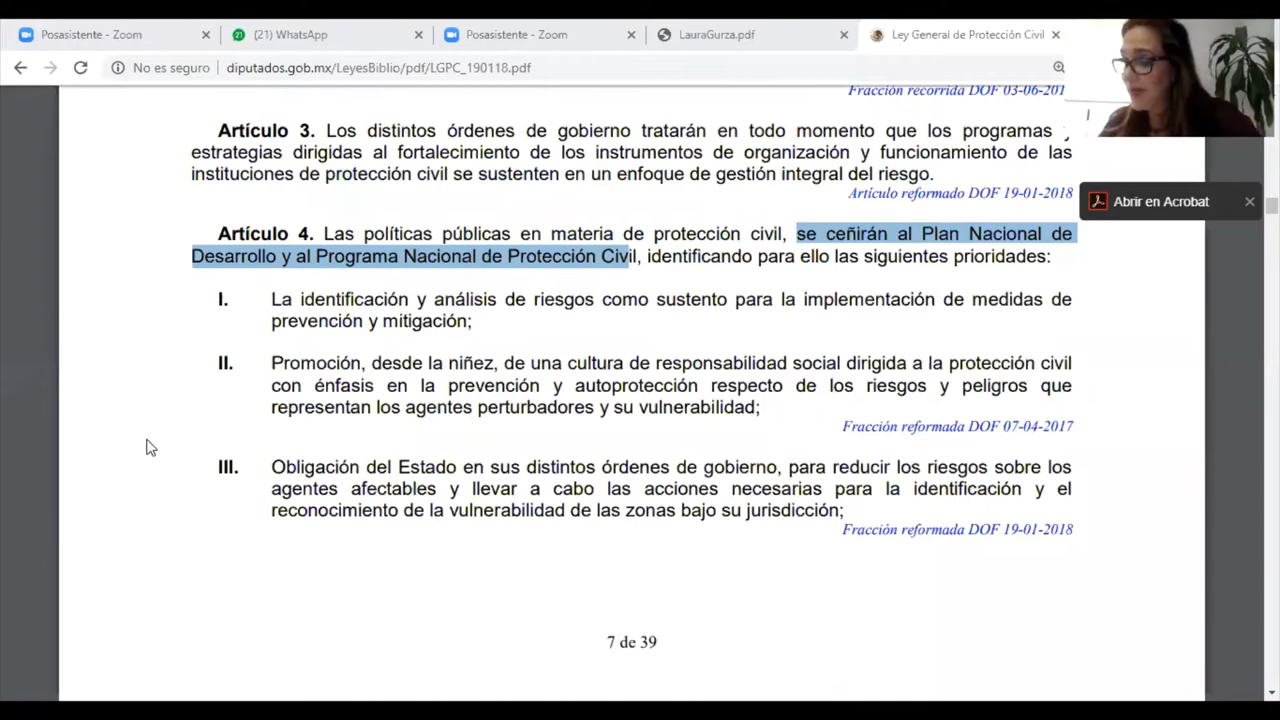 Posasistente - Zoom
(21) WhatsApp
Posasistente - Zoom
LauraGurza.pdf
Ley General de Protección Civil
No es seguro
deputados.gob.mx/LeyesBiblio/pdf/LGPC_190118.pdf
Fracción recorrida DOF 03-06-201
Artículo 3. Los distintos órdenes de gobierno tratarán en todo momento que los programas y
estrategias dirigidas al fortalecimiento de los instrumentos de organización y funcionamiento de las
instituciones de protección civil se sustenten en un enfoque de gestión integral del riesgo.
Artículo reformado DOF 19-01-2018
Abrir en Acrobat
Artículo 4. Las políticas públicas en materia de protección civil, se ceñirán al Plan Nacional de
Desarrollo y al Programa Nacional de Protección Civil, identificando para ello las siguientes prioridades:
I. La identificación y análisis de riesgos como sustento para la implementación de medidas de
prevención y mitigación;
II. Promoción, desde la niñez, de una cultura de responsabilidad social dirigida a la protección civil
con énfasis en la prevención y autoprotección respecto de los riesgos y peligros que
representan los agentes perturbadores y su vulnerabilidad;
Fracción reformada DOF 07-04-2017
III. Obligación del Estado en sus distintos órdenes de gobierno, para reducir los riesgos sobre los
agentes afectables y llevar a cabo las acciones necesarias para la identificación y el
reconocimiento de la vulnerabilidad de las zonas bajo su jurisdicción;
Fracción reformada DOF 19-01-2018
7 de 39